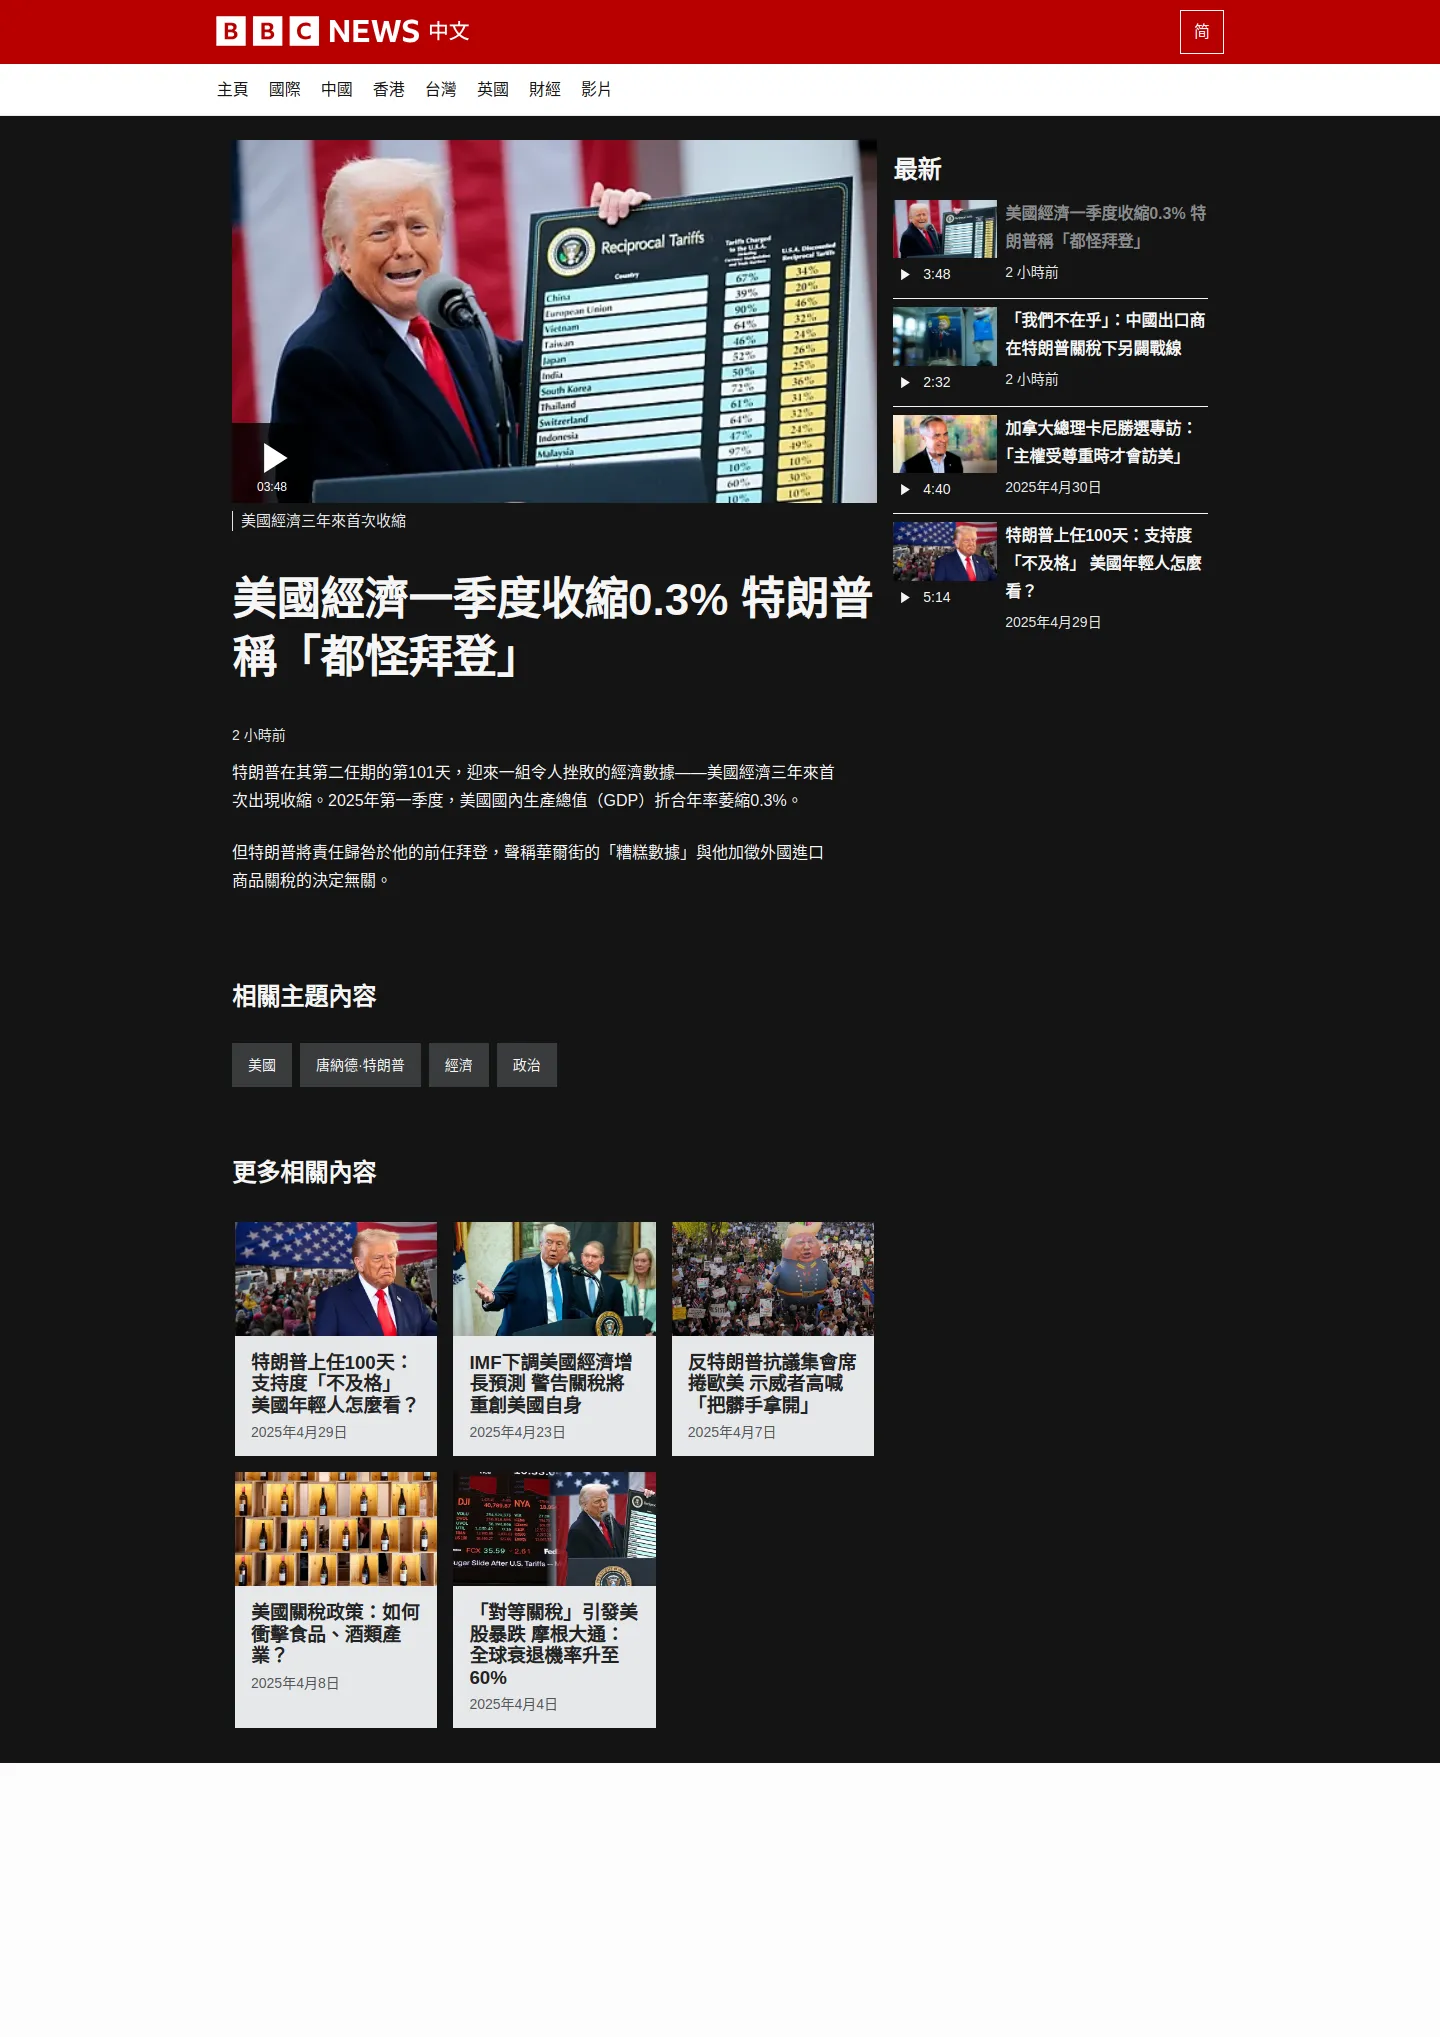 BBC NEWS 中文
简
主頁 國際 中國 香港 台灣 英國 財經 影片
Reciprocal Tariffs
Country
Tariffs Charged
to the U.S.A.
U.S.A. Discounted
Reciprocal Tariffs
China 67% 34%
European Union 39% 20%
Vietnam 90% 46%
Taiwan 64% 32%
Japan 46% 24%
India 52% 26%
South Korea 50% 25%
Thailand 72% 36%
Switzerland 61% 31%
Indonesia 64% 32%
Malaysia 47% 24%
97% 49%
10% 10%
60% 30%
10% 10%
03:48
美國經濟三年來首次收縮
美國經濟一季度收縮0.3% 特朗普
稱「都怪拜登」
2 小時前
特朗普在其第二任期的第101天，迎來一組令人挫敗的經濟數據——美國經濟三年來首
次出現收縮。2025年第一季度，美國國內生產總值（GDP）折合年率萎縮0.3%。
但特朗普將責任歸咎於他的前任拜登，聲稱華爾街的「糟糕數據」與他加徵外國進口
商品關稅的決定無關。
最新
美國經濟一季度收縮0.3% 特
朗普稱「都怪拜登」
3:48
2 小時前
「我們不在乎」：中國出口商
在特朗普關稅下另闢戰線
2:32
2 小時前
加拿大總理卡尼勝選專訪：
「主權受尊重時才會訪美」
4:40
2025年4月30日
特朗普上任100天：支持度
「不及格」 美國年輕人怎麼
看？
5:14
2025年4月29日
相關主題內容
美國 唐納德·特朗普 經濟 政治
更多相關內容
特朗普上任100天：
支持度「不及格」
美國年輕人怎麼看？
2025年4月29日
IMF下調美國經濟增
長預測 警告關稅將
重創美國自身
2025年4月23日
反特朗普抗議集會席
捲歐美 示威者高喊
「把髒手拿開」
2025年4月7日
美國關稅政策：如何
衝擊食品、酒類產
業？
2025年4月8日
DJI
NYA
FCX 35.59 -2.61
ugar Slide After U.S. Tariffs
「對等關稅」引發美
股暴跌 摩根大通：
全球衰退機率升至
60%
2025年4月4日